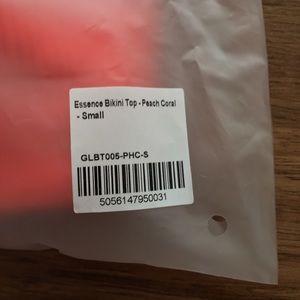 Essence Bikini Top - Peach Coral
- Small
GLBT005-PHC-S
5056147950031